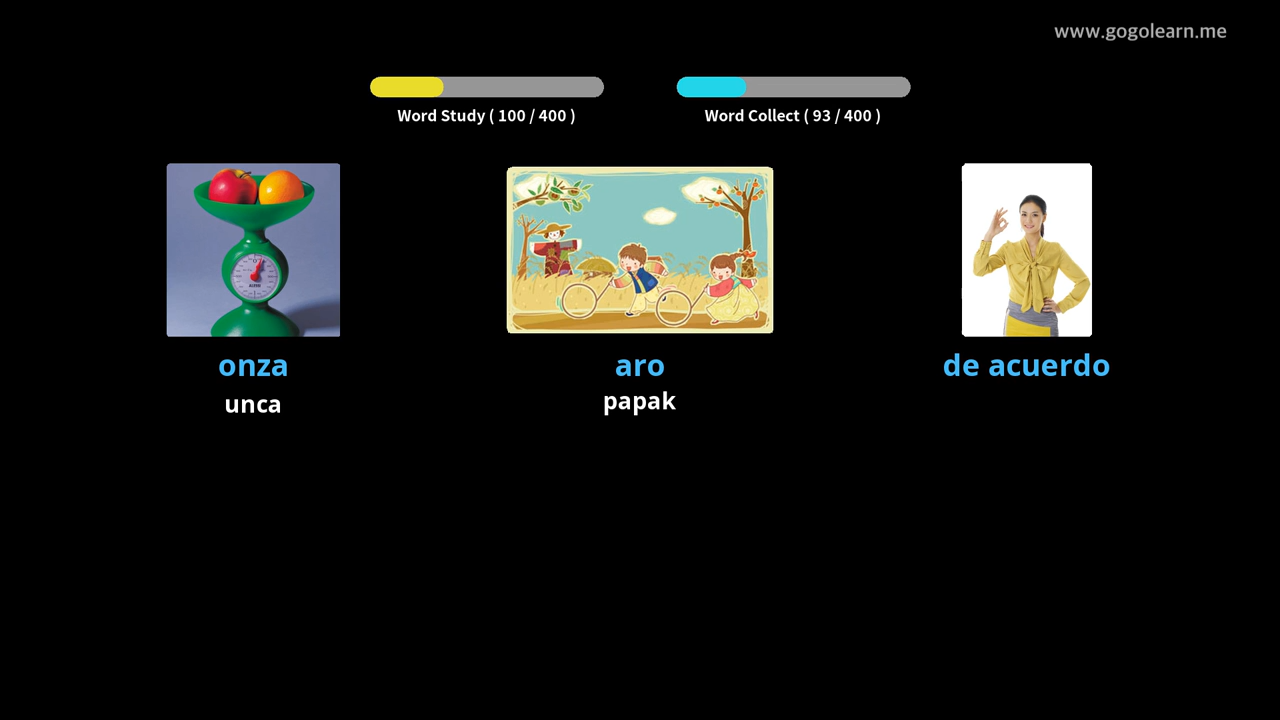 www.gogolearn.me
Word Study ( 100 / 400 )
Word Collect ( 93 / 400 )
onza
unca
aro
papak
de acuerdo